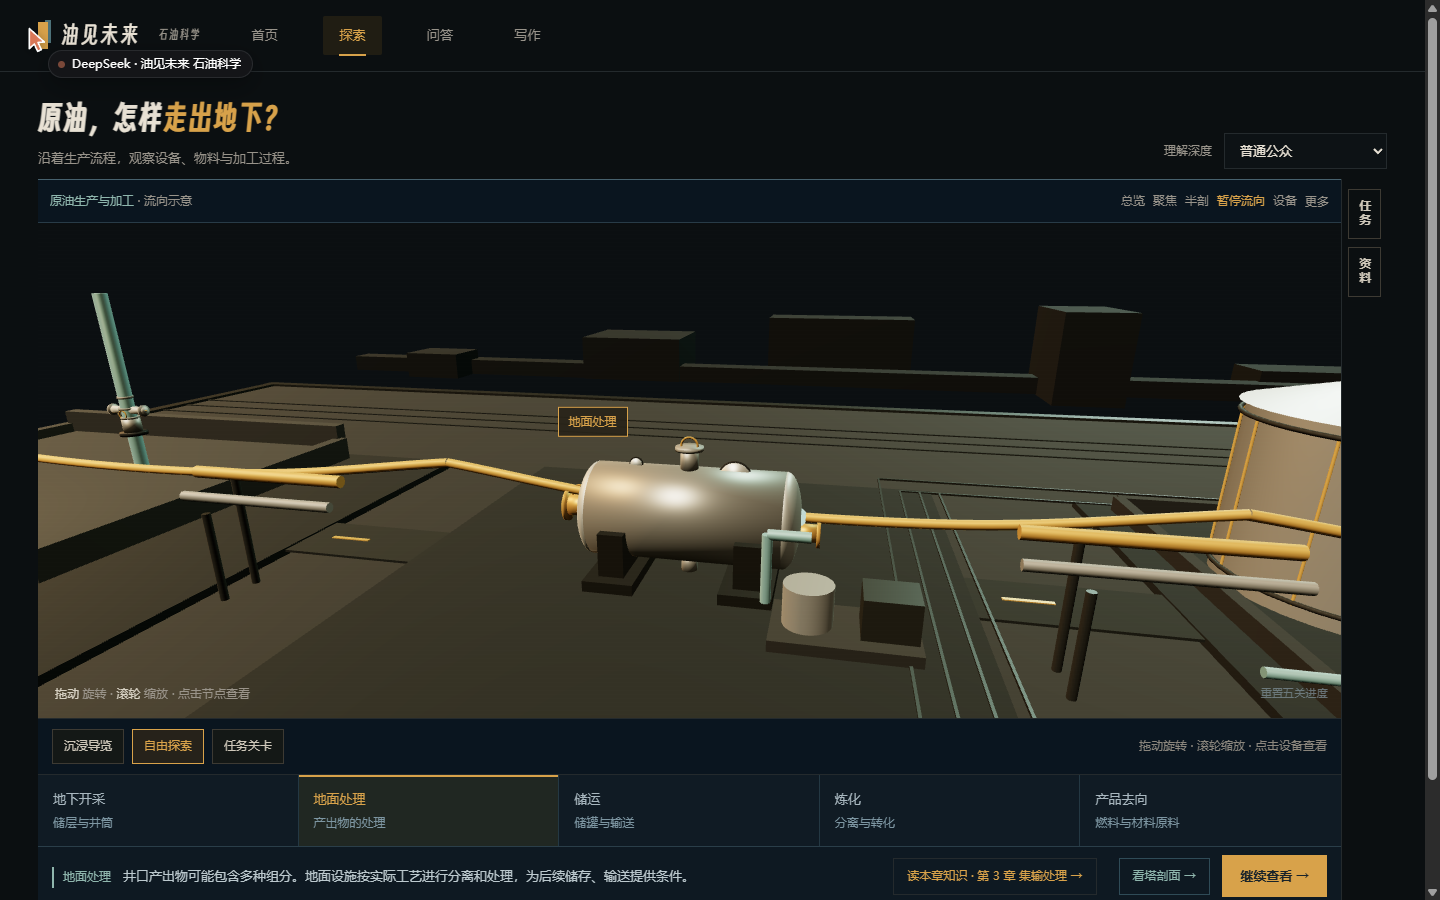 油见未来 石油科学 首页 探索 问答 写作
DeepSeek · 油见未来 石油科学
原油，怎样走出地下？
沿着生产流程，观察设备、物料与加工过程。
理解深度 普通公众
原油生产与加工 · 流向示意
总览 聚焦 半剖 暂停流向 设备 更多
任务
资料
地面处理
拖动 旋转 · 滚轮 缩放 · 点击节点查看
重置五关进度
沉浸导览 自由探索 任务关卡
拖动旋转 · 滚轮缩放 · 点击设备查看
地下开采
储层与井筒
地面处理
产出物的处理
储运
储罐与输送
炼化
分离与转化
产品去向
燃料与材料原料
地面处理 井口产出物可能包含多种组分。地面设施按实际工艺进行分离和处理，为后续储存、输送提供条件。
读本章知识 · 第 3 章 集输处理 →
看塔剖面 →
继续查看 →